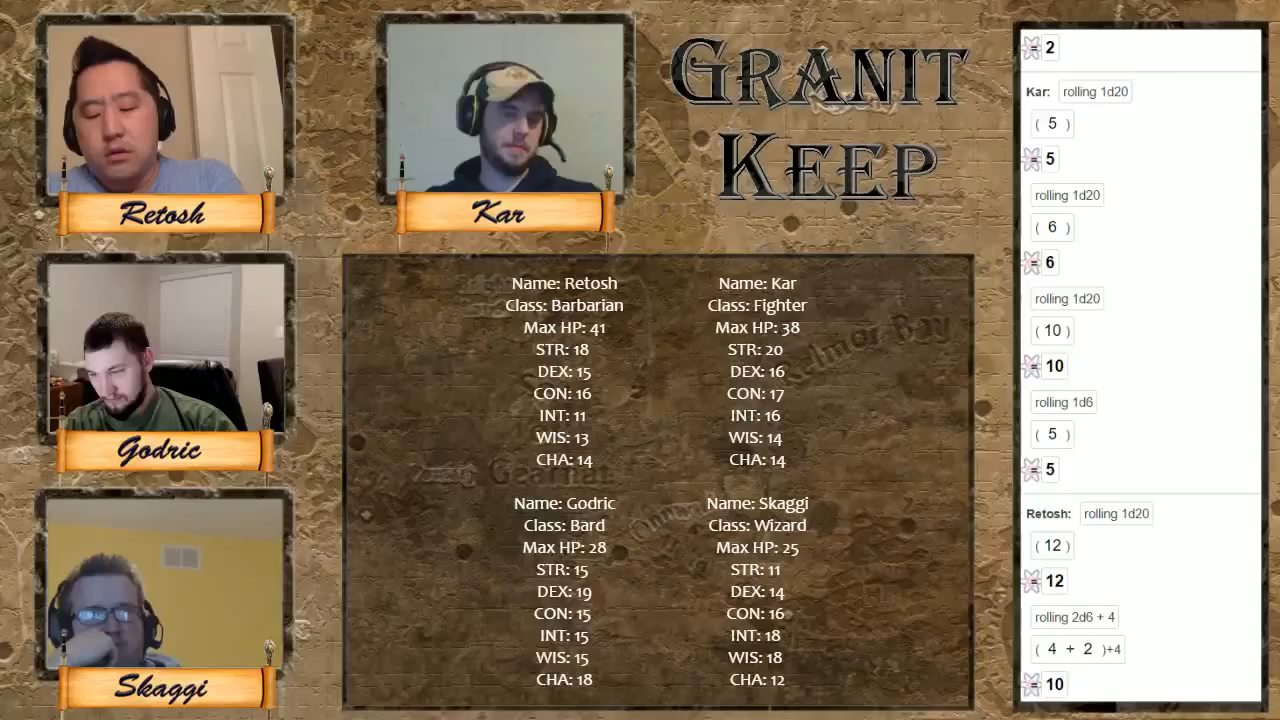 GRANIT
KEEP
Retosh
Kar
Godric
Skaggi
Name: Retosh
Class: Barbarian
Max HP: 41
STR: 18
DEX: 15
CON: 16
INT: 11
WIS: 13
CHA: 14
Name: Kar
Class: Fighter
Max HP: 38
STR: 20
DEX: 16
CON: 17
INT: 16
WIS: 14
CHA: 14
Name: Godric
Class: Bard
Max HP: 28
STR: 15
DEX: 19
CON: 15
INT: 15
WIS: 15
CHA: 18
Name: Skaggi
Class: Wizard
Max HP: 25
STR: 11
DEX: 14
CON: 16
INT: 18
WIS: 18
CHA: 12
Bay
= 2
Kar: rolling 1d20
( 5 )
= 5
rolling 1d20
( 6 )
= 6
rolling 1d20
( 10 )
= 10
rolling 1d6
( 5 )
= 5
Retosh: rolling 1d20
( 12 )
= 12
rolling 2d6 + 4
( 4 + 2 )+4
= 10